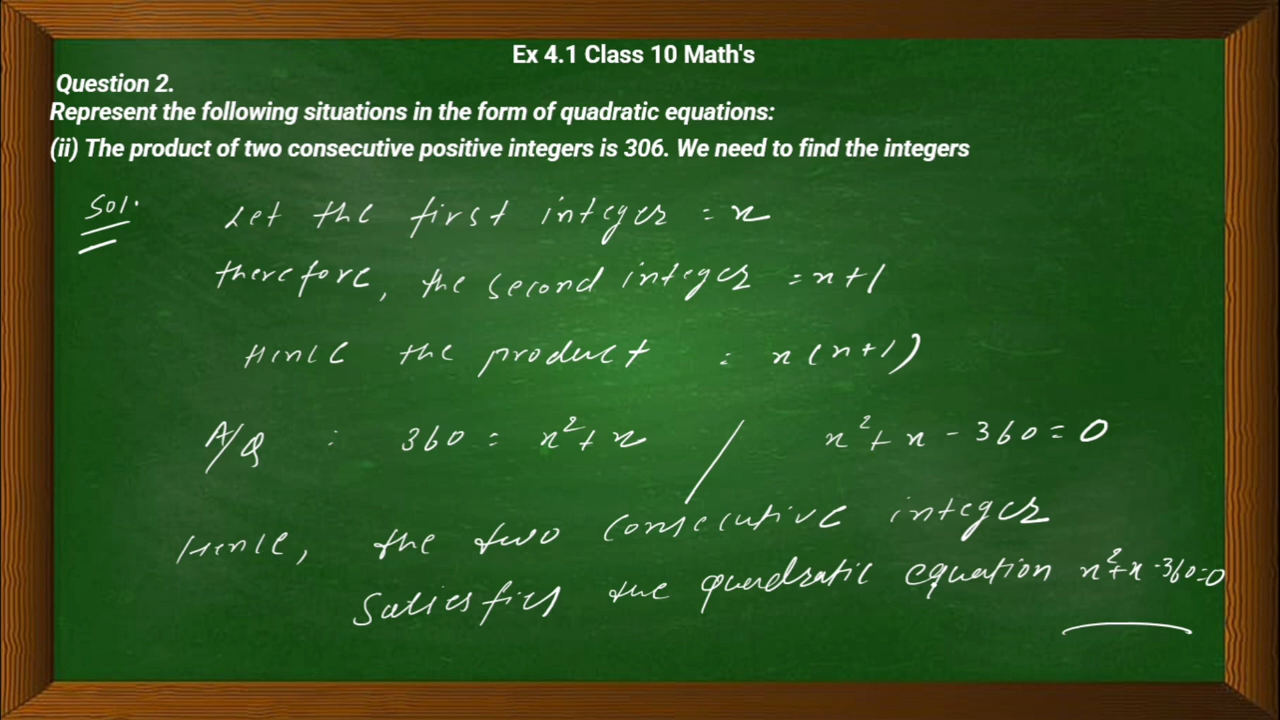 Ex 4.1 Class 10 Math's
Question 2.
Represent the following situations in the form of quadratic equations:
(ii) The product of two consecutive positive integers is 306. We need to find the integers
Sol.
Let the first integer = x
therefore, the second integer = x+1
Hence the product = x(x+1)
A/Q : 360 = x²+x / x²+x-360=0
Hence, the two consecutive integer
Satiesfies the quadratic equation x²+x-360=0